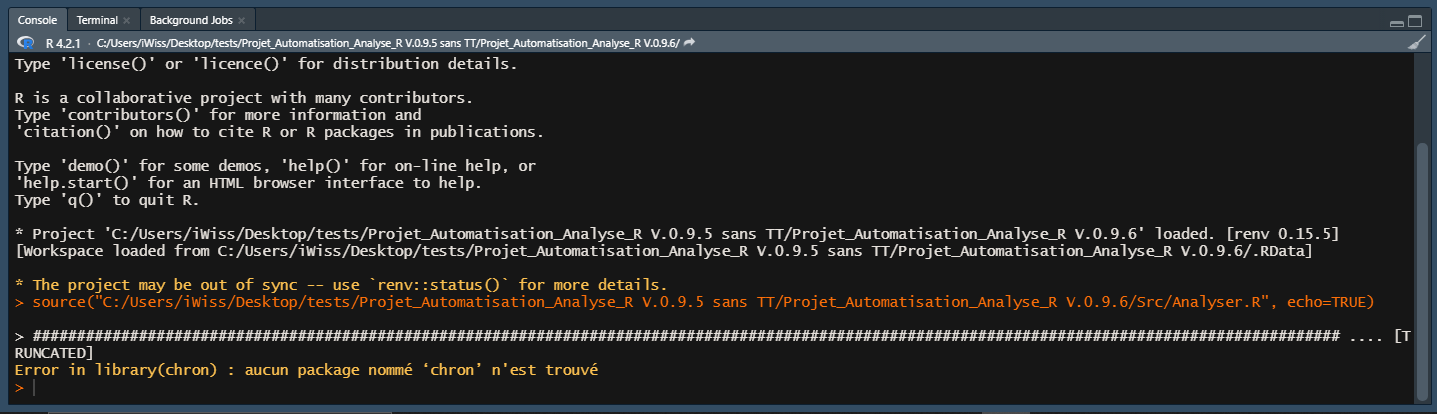 Console Terminal Background Jobs
R 4.2.1 · C:/Users/iWiss/Desktop/tests/Projet_Automatisation_Analyse_R V.0.9.5 sans TT/Projet_Automatisation_Analyse_R V.0.9.6/
Type 'license()' or 'licence()' for distribution details.
R is a collaborative project with many contributors.
Type 'contributors()' for more information and
'citation()' on how to cite R or R packages in publications.
Type 'demo()' for some demos, 'help()' for on-line help, or
'help.start()' for an HTML browser interface to help.
Type 'q()' to quit R.
* Project 'C:/Users/iWiss/Desktop/tests/Projet_Automatisation_Analyse_R V.0.9.5 sans TT/Projet_Automatisation_Analyse_R V.0.9.6' loaded. [renv 0.15.5]
[Workspace loaded from C:/Users/iWiss/Desktop/tests/Projet_Automatisation_Analyse_R V.0.9.5 sans TT/Projet_Automatisation_Analyse_R V.0.9.6/.RData]
* The project may be out of sync -- use `renv::status()` for more details.
> source("C:/Users/iWiss/Desktop/tests/Projet_Automatisation_Analyse_R V.0.9.5 sans TT/Projet_Automatisation_Analyse_R V.0.9.6/Src/Analyser.R", echo=TRUE)
> ###################################################################################################################################################### .... [T
RUNCATED]
Error in library(chron) : aucun package nommé ‘chron’ n'est trouvé
>